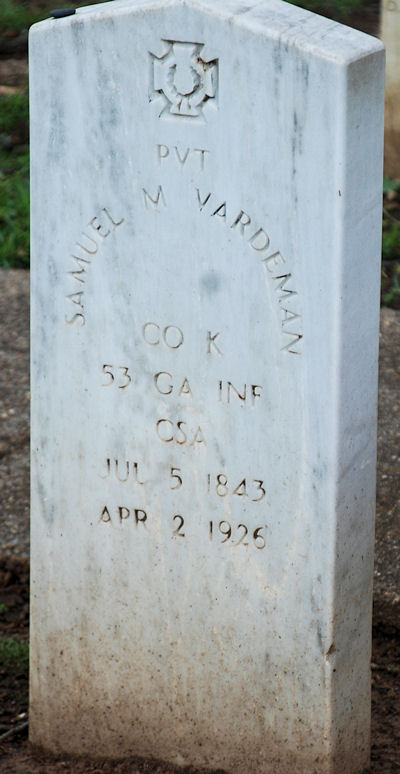 PVT
SAMUEL M VARDEMAN
CO K
53 GA INF
CSA
JUL 5 1843
APR 2 1926